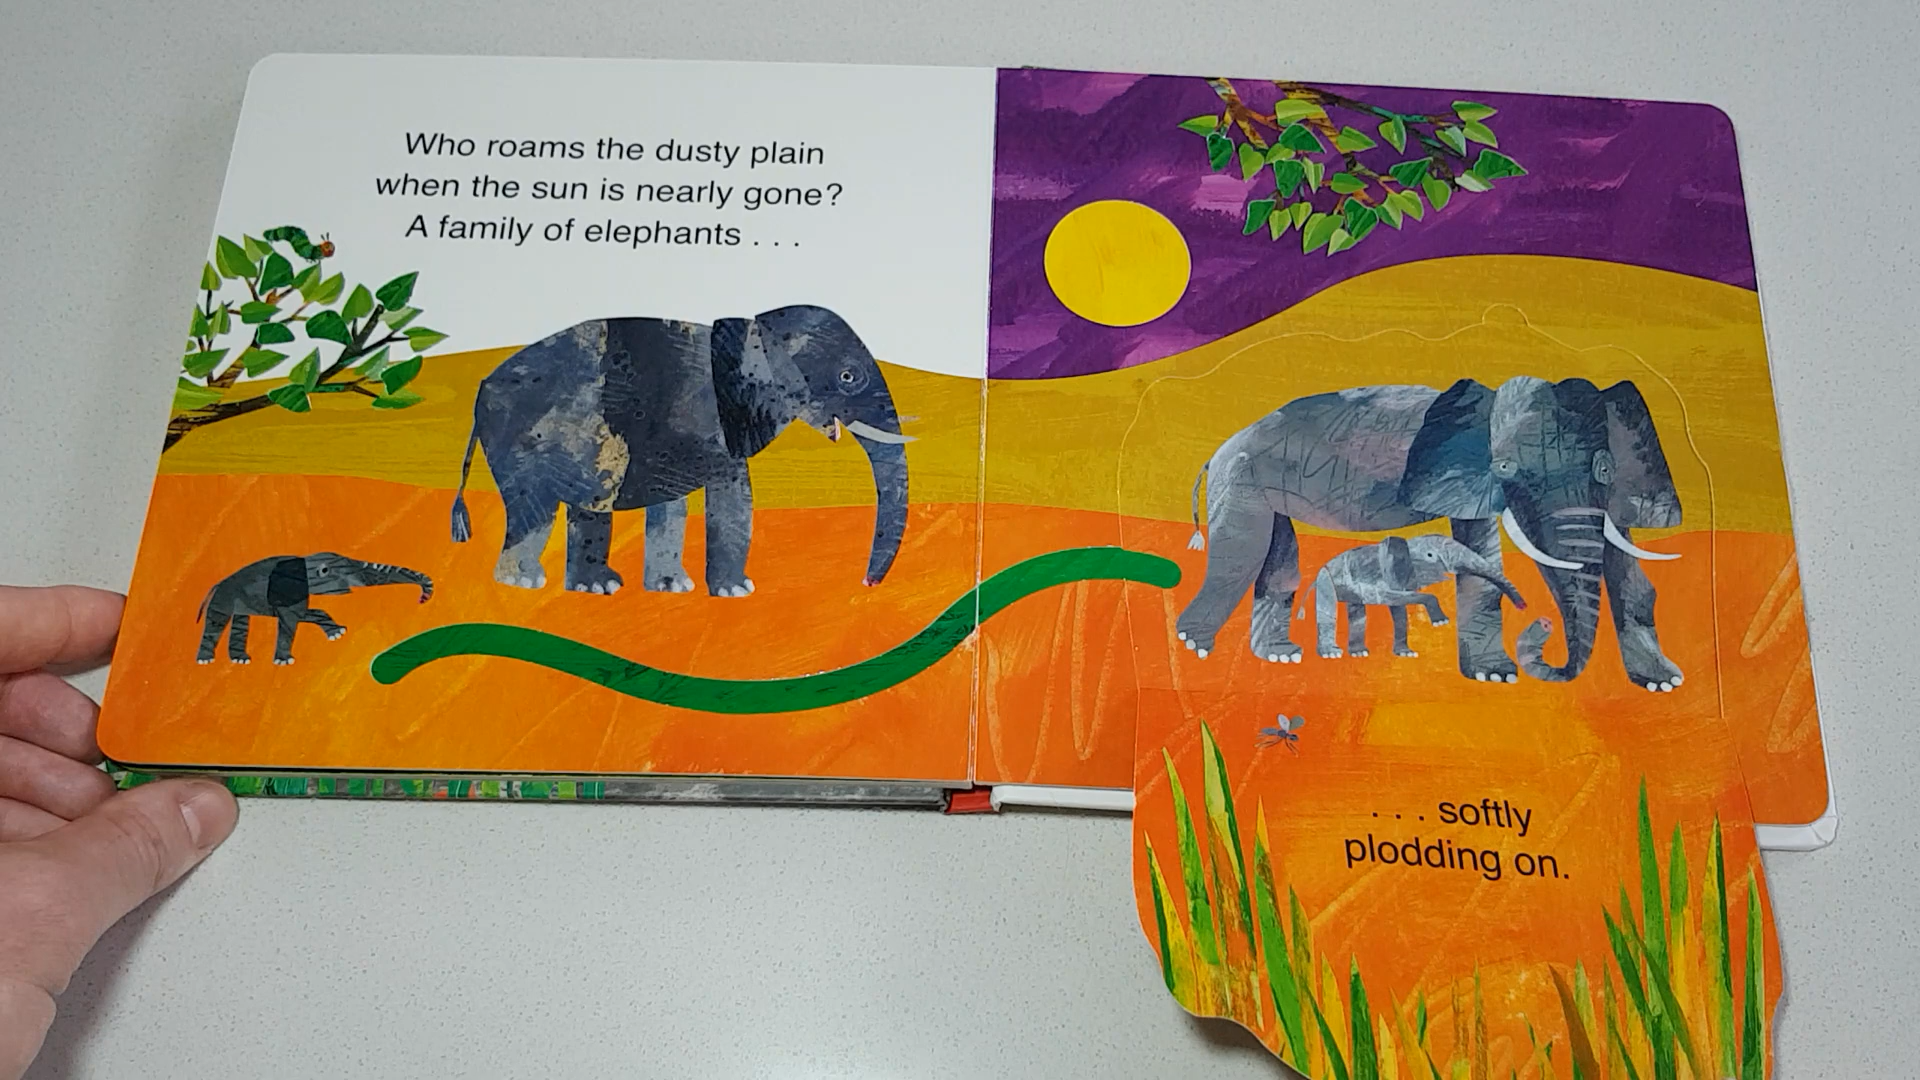 Who roams the dusty plain
when the sun is nearly gone?
A family of elephants . . .
. . . softly
plodding on.